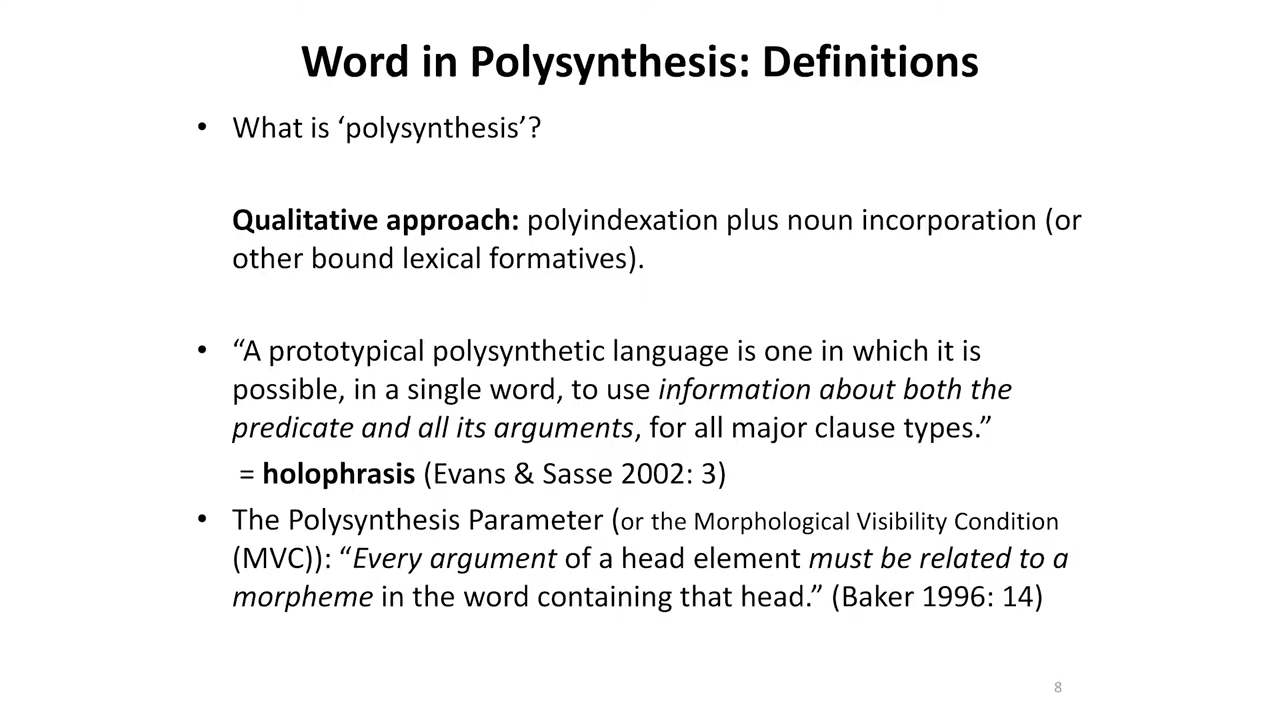 Word in Polysynthesis: Definitions
• What is ‘polysynthesis’?
Qualitative approach: polyindexation plus noun incorporation (or
other bound lexical formatives).
• “A prototypical polysynthetic language is one in which it is
possible, in a single word, to use information about both the
predicate and all its arguments, for all major clause types.”
= holophrasis (Evans & Sasse 2002: 3)
• The Polysynthesis Parameter (or the Morphological Visibility Condition
(MVC)): “Every argument of a head element must be related to a
morpheme in the word containing that head.” (Baker 1996: 14)
8